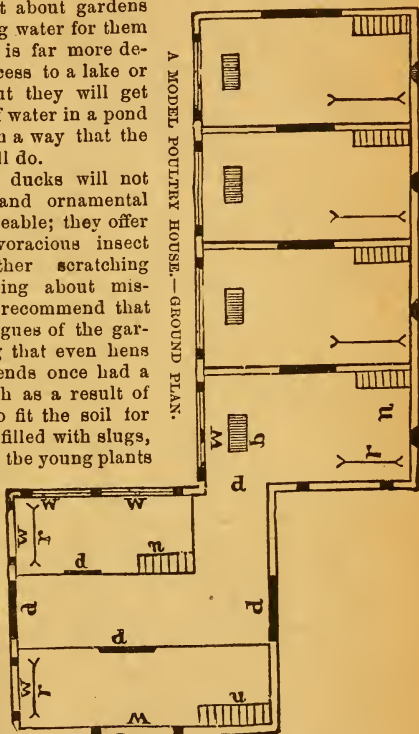 t about gardens
g water for them
is far more de-
cess to a lake or
ut they will get
f water in a pond
n a way that the
ll do.
ducks will not
and ornamental
eable; they offer
voracious insect
ther scratching
ing about mis-
recommend that
gues of the gar-
g that even hens
ends once had a
h as a result of
o fit the soil for
filled with slugs,
the young plants
A MODEL POULTRY HOUSE.—GROUND PLAN.
n
r
w
d
w
w
w
r
d
n
d
d
d
w
r
w
n